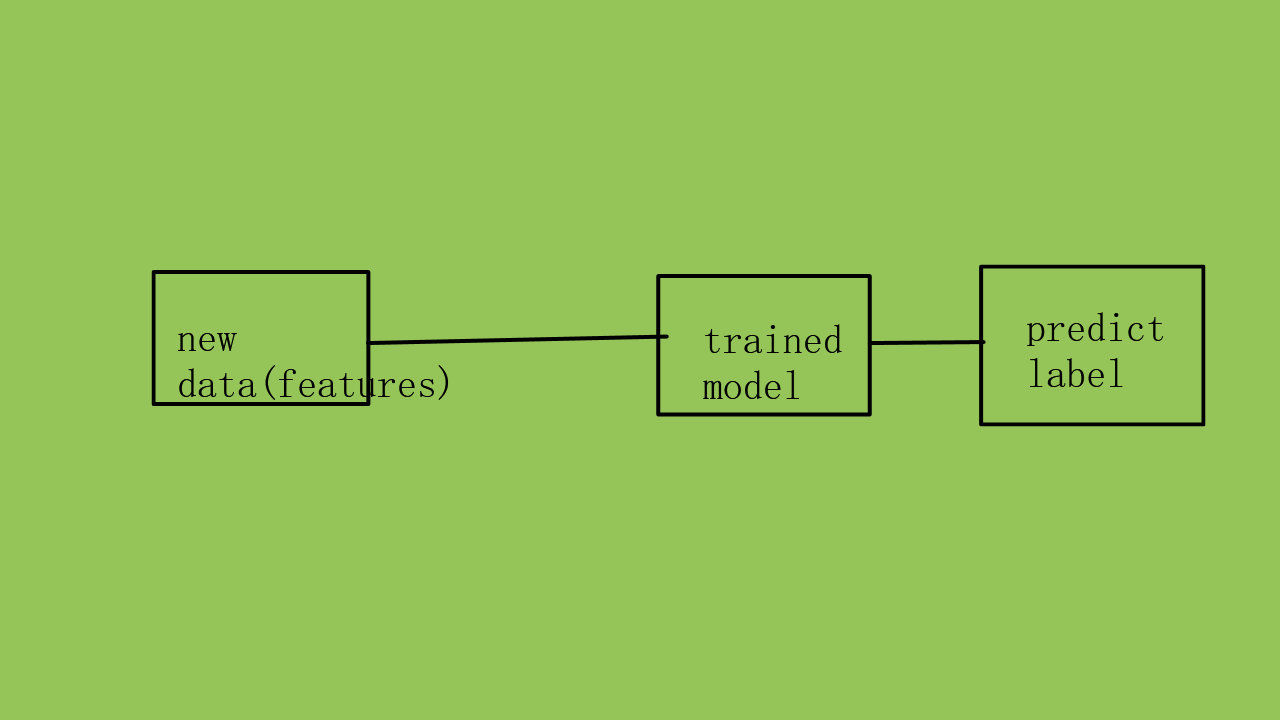 new
data(features)
trained
model
predict
label